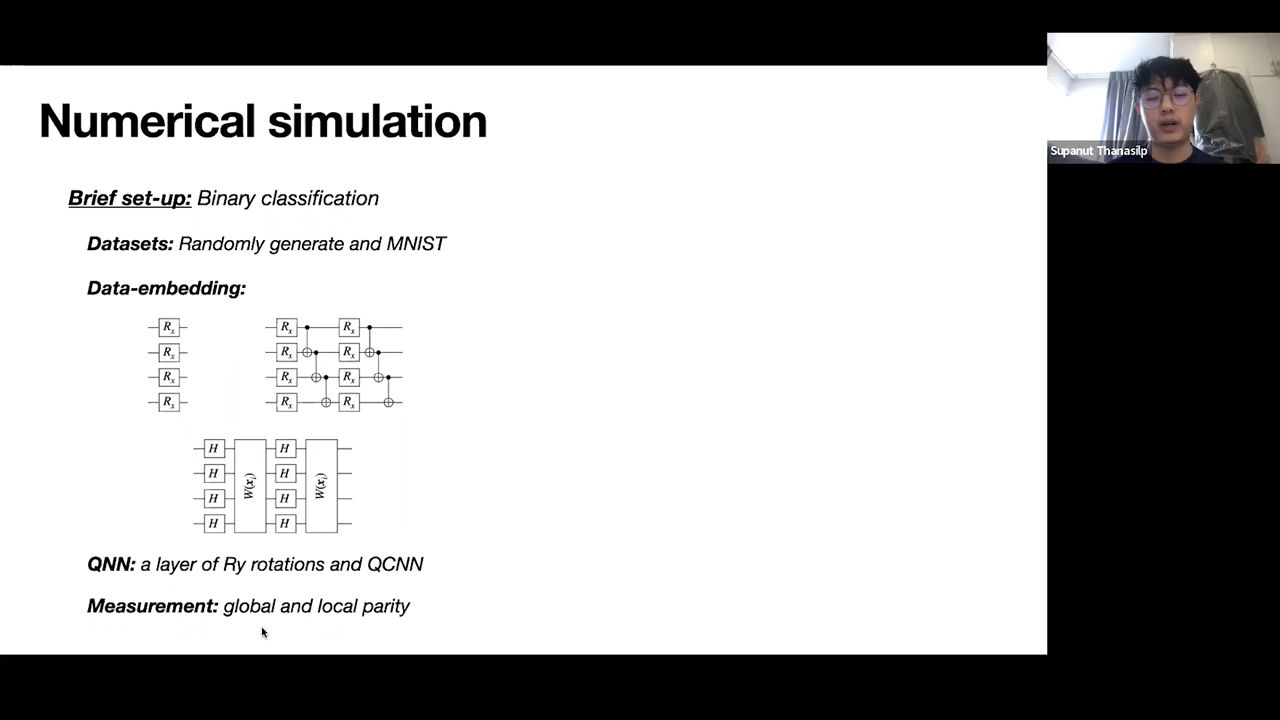 Numerical simulation
Supanut Thanasilp
Brief set-up: Binary classification
Datasets: Randomly generate and MNIST
Data-embedding:
Rx Rx Rx
Rx Rx Rx
Rx Rx Rx
Rx Rx Rx
H H
H H
W(xi) W(xi)
H H
H H
QNN: a layer of Ry rotations and QCNN
Measurement: global and local parity